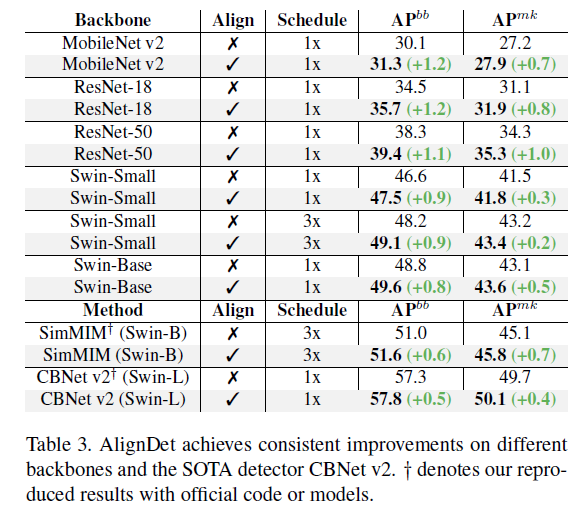 Backbone Align Schedule AP^bb AP^mk
MobileNet v2 ✗ 1x 30.1 27.2
MobileNet v2 ✓ 1x 31.3 (+1.2) 27.9 (+0.7)
ResNet-18 ✗ 1x 34.5 31.1
ResNet-18 ✓ 1x 35.7 (+1.2) 31.9 (+0.8)
ResNet-50 ✗ 1x 38.3 34.3
ResNet-50 ✓ 1x 39.4 (+1.1) 35.3 (+1.0)
Swin-Small ✗ 1x 46.6 41.5
Swin-Small ✓ 1x 47.5 (+0.9) 41.8 (+0.3)
Swin-Small ✗ 3x 48.2 43.2
Swin-Small ✓ 3x 49.1 (+0.9) 43.4 (+0.2)
Swin-Base ✗ 1x 48.8 43.1
Swin-Base ✓ 1x 49.6 (+0.8) 43.6 (+0.5)
Method Align Schedule AP^bb AP^mk
SimMIM† (Swin-B) ✗ 3x 51.0 45.1
SimMIM (Swin-B) ✓ 3x 51.6 (+0.6) 45.8 (+0.7)
CBNet v2† (Swin-L) ✗ 1x 57.3 49.7
CBNet v2 (Swin-L) ✓ 1x 57.8 (+0.5) 50.1 (+0.4)
Table 3. AlignDet achieves consistent improvements on different
backbones and the SOTA detector CBNet v2. † denotes our repro-
duced results with official code or models.